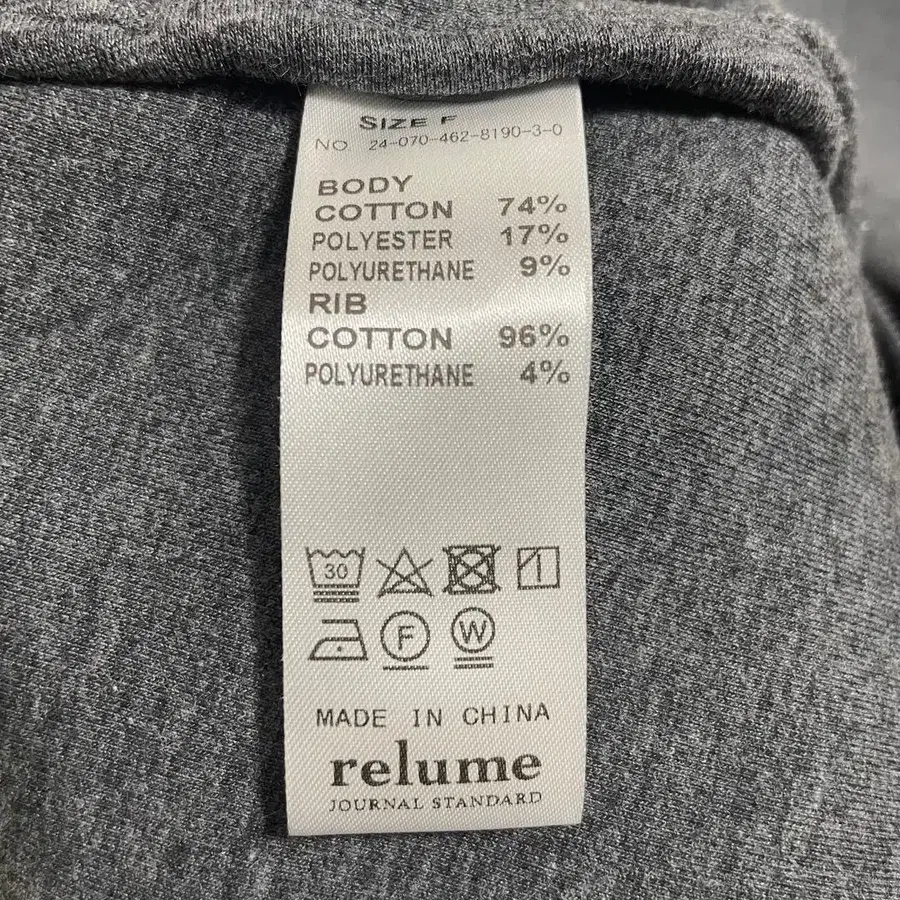 SIZE F
NO 24-070-462-8190-3-0
BODY
COTTON 74%
POLYESTER 17%
POLYURETHANE 9%
RIB
COTTON 96%
POLYURETHANE 4%
30
F W
MADE IN CHINA
relume
JOURNAL STANDARD